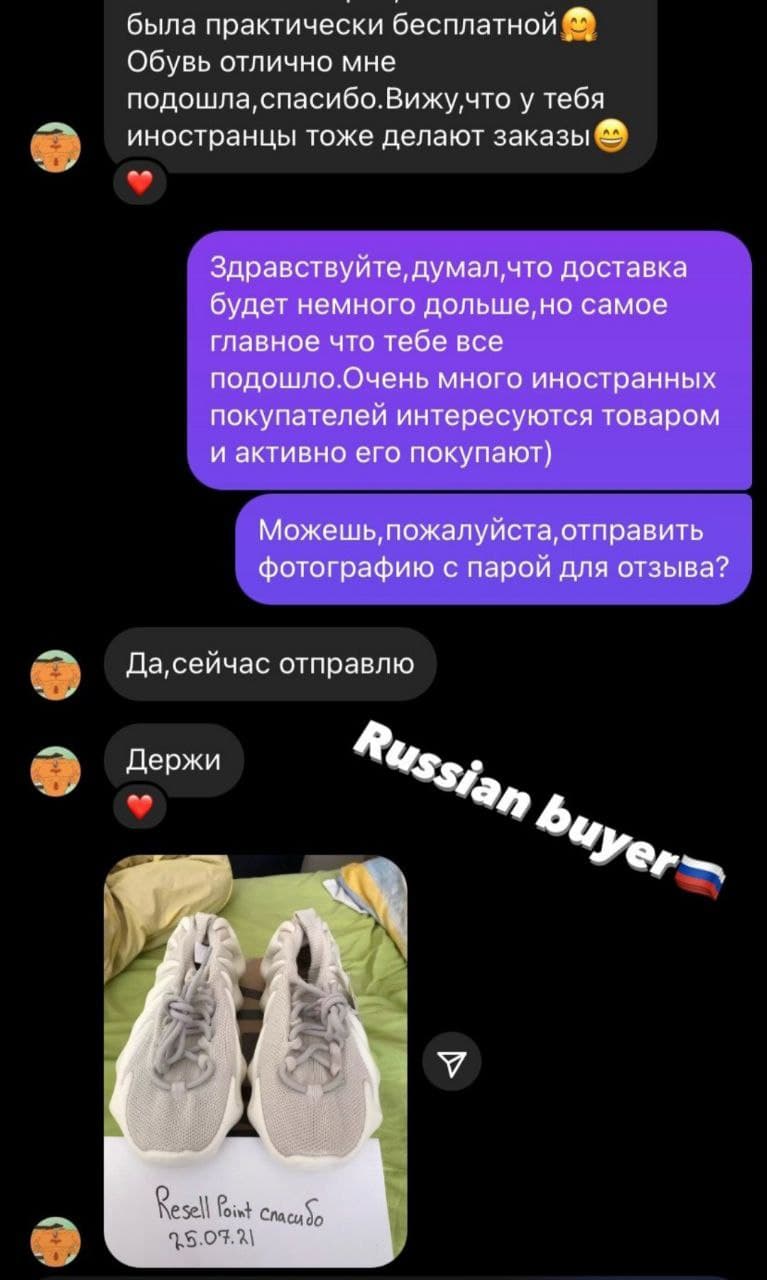 была практически бесплатной🤗
Обувь отлично мне
подошла,спасибо.Вижу,что у тебя
иностранцы тоже делают заказы😄
Здравствуйте,думал,что доставка
будет немного дольше,но самое
главное что тебе все
подошло.Очень много иностранных
покупателей интересуются товаром
и активно его покупают)
Можешь,пожалуйста,отправить
фотографию с парой для отзыва?
Да,сейчас отправлю
Держи
Russian buyer🇷🇺
Resell Point спасибо
25.07.21